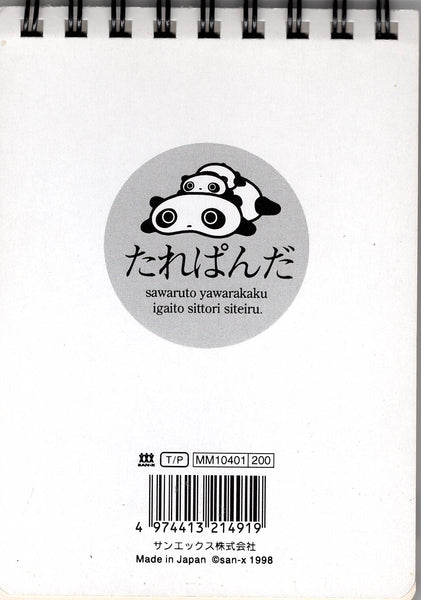 たれぱんだ
sawaruto yawarakaku
igaito sittori siteiru.
SAN-X T/P MM10401 200
4 974413 214919
サンエックス株式会社
Made in Japan ©san-x 1998